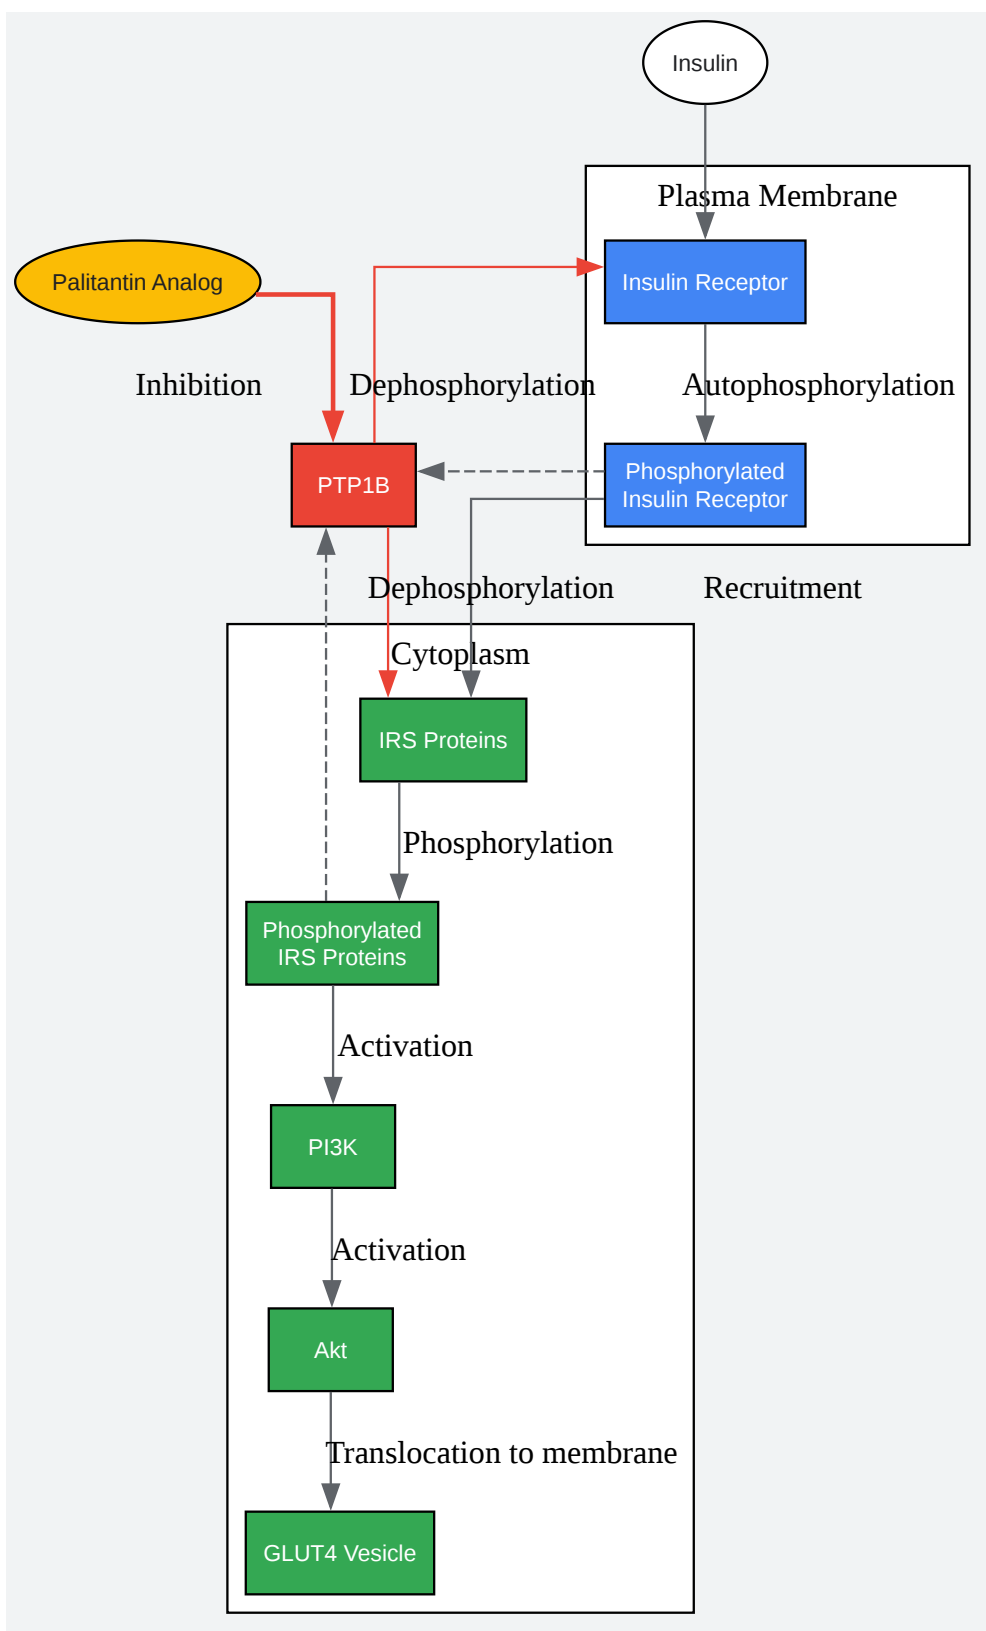 Insulin
Plasma Membrane
Palitantin Analog
Insulin Receptor
Inhibition
Dephosphorylation
Autophosphorylation
PTP1B
Phosphorylated
Insulin Receptor
Dephosphorylation
Recruitment
Cytoplasm
IRS Proteins
Phosphorylation
Phosphorylated
IRS Proteins
Activation
PI3K
Activation
Akt
Translocation to membrane
GLUT4 Vesicle